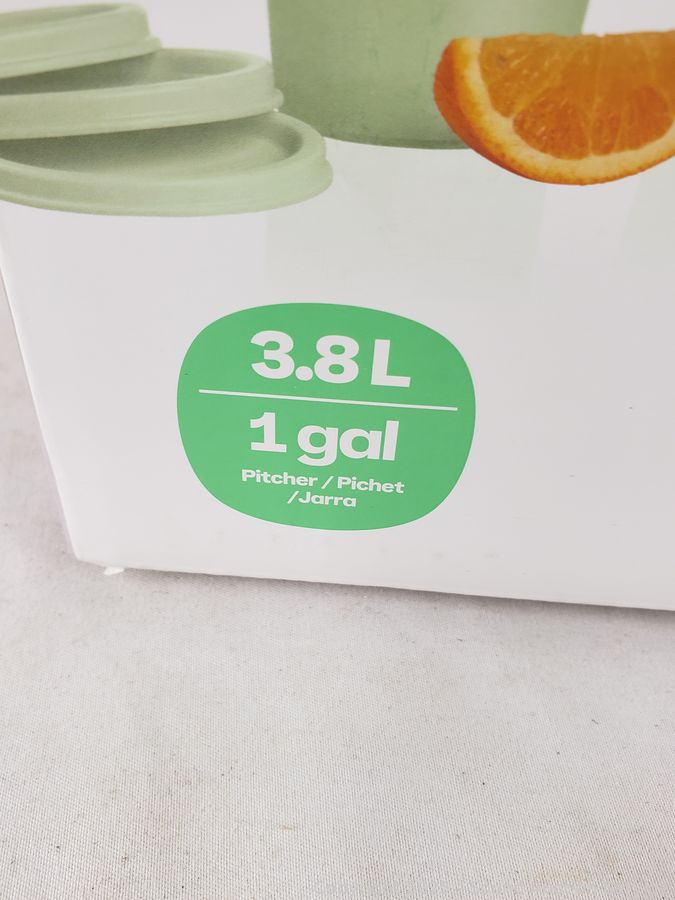 3.8 L
1 gal
Pitcher / Pichet
/Jarra